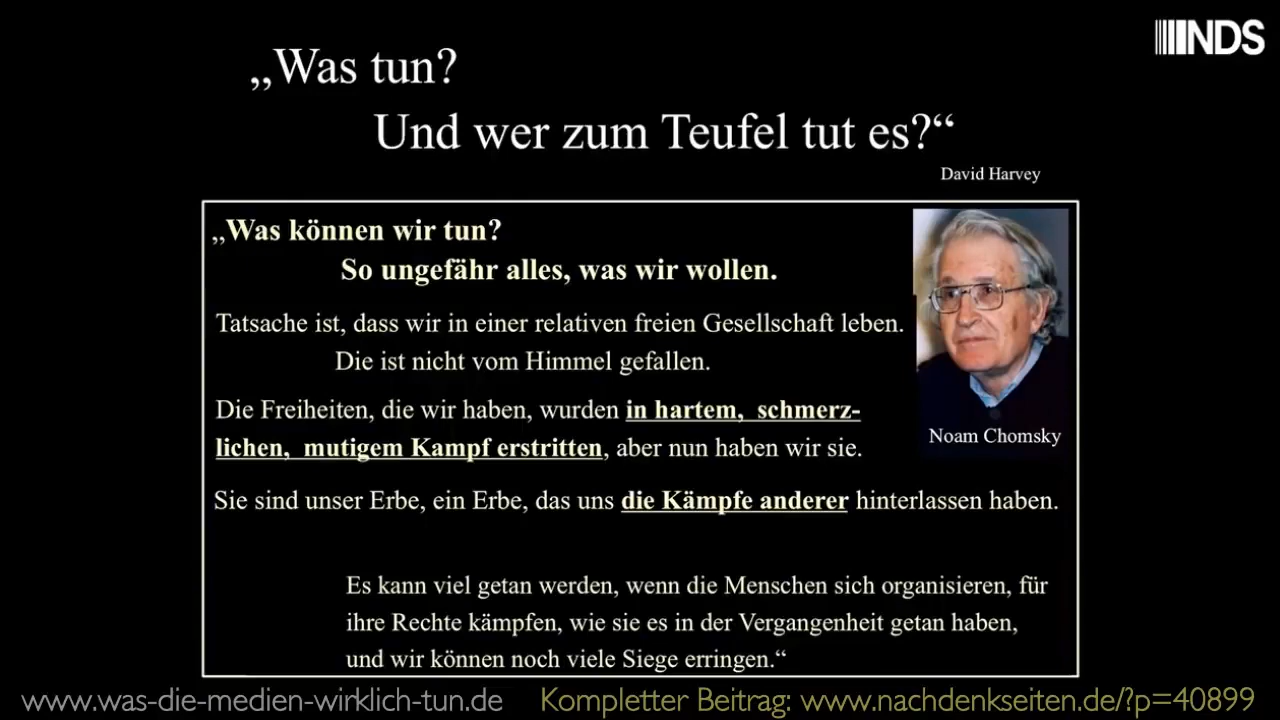 NDS
„Was tun?
Und wer zum Teufel tut es?“
David Harvey
„Was können wir tun?
So ungefähr alles, was wir wollen.
Tatsache ist, dass wir in einer relativen freien Gesellschaft leben.
Die ist nicht vom Himmel gefallen.
Die Freiheiten, die wir haben, wurden in hartem, schmerz-
lichen, mutigem Kampf erstritten, aber nun haben wir sie.
Noam Chomsky
Sie sind unser Erbe, ein Erbe, das uns die Kämpfe anderer hinterlassen haben.
Es kann viel getan werden, wenn die Menschen sich organisieren, für
ihre Rechte kämpfen, wie sie es in der Vergangenheit getan haben,
und wir können noch viele Siege erringen.“
www.was-die-medien-wirklich-tun.de Kompletter Beitrag: www.nachdenkseiten.de/?p=40899